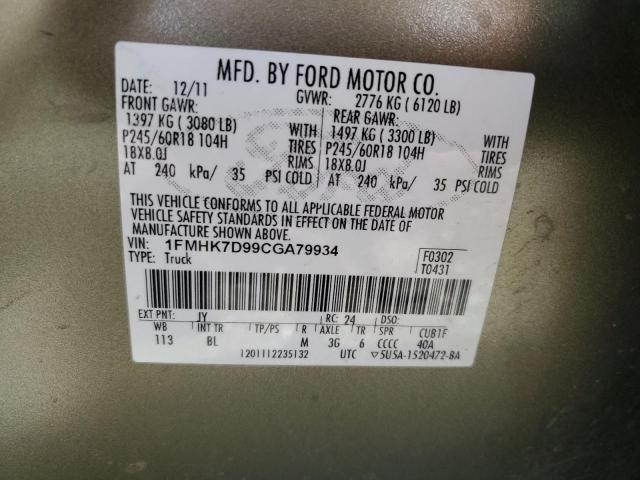 MFD. BY FORD MOTOR CO.
DATE: 12/11 GVWR: 2776 KG ( 6120 LB)
FRONT GAWR: REAR GAWR:
1397 KG ( 3080 LB) 1497 KG ( 3300 LB)
P245/60R18 104H WITH TIRES P245/60R18 104H WITH TIRES
18X8.0J RIMS 18X8.0J RIMS
AT 240 kPa/ 35 PSI COLD AT 240 kPa/ 35 PSI COLD
THIS VEHICLE CONFORMS TO ALL APPLICABLE FEDERAL MOTOR
VEHICLE SAFETY STANDARDS IN EFFECT ON THE DATE OF
MANUFACTURE SHOWN ABOVE.
VIN: 1FMHK7D99CGA79934 F0302
TYPE: Truck T0431
EXT PNT: JY RC: 24 DSO:
WB INT TR TP/PS R AXLE TR SPR CUB1F
113 BL M 3G 6 CCCC 40A
1201112235132 UTC 5U5A-1520472-BA